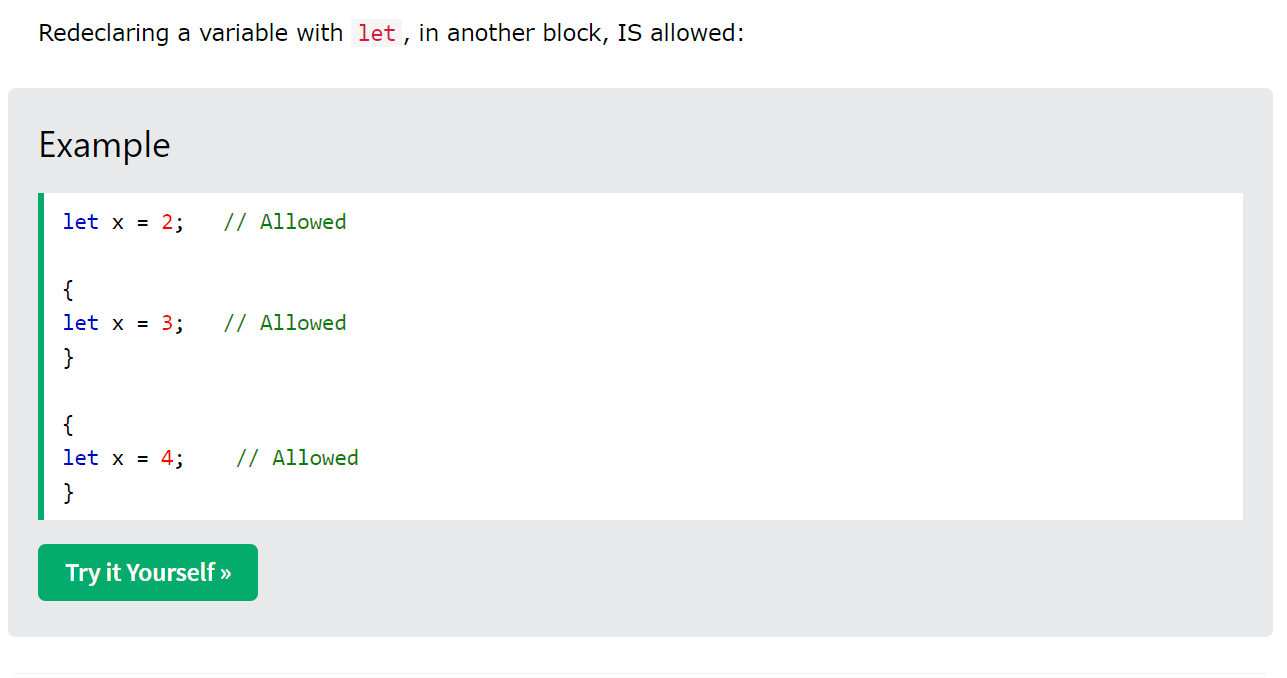 Redeclaring a variable with let, in another block, IS allowed:
Example
let x = 2;   // Allowed
{
let x = 3;   // Allowed
}
{
let x = 4;    // Allowed
}
Try it Yourself »